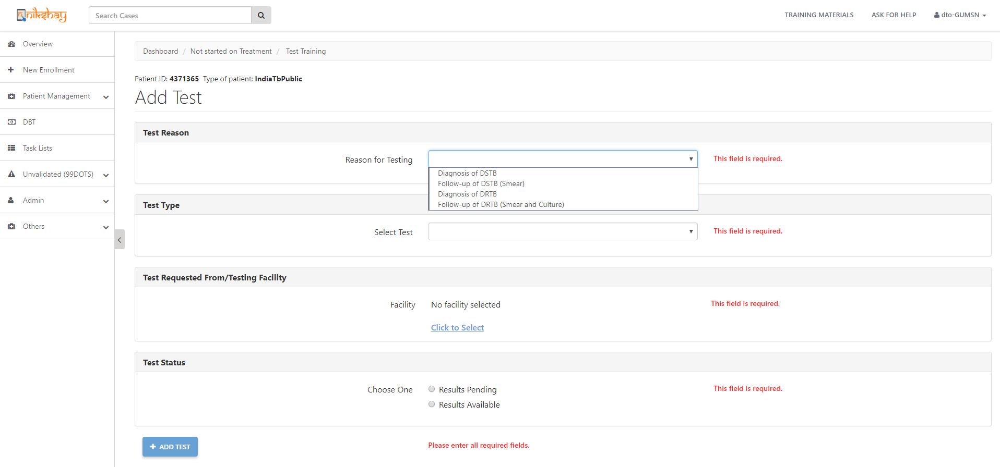 nikshay
Search Cases
TRAINING MATERIALS
ASK FOR HELP
dto-GUMSN
Overview
New Enrollment
Patient Management
DBT
Task Lists
Unvalidated (99DOTS)
Admin
Others
Dashboard / Not started on Treatment / Test Training
Patient ID: 4371365 Type of patient: IndiaTbPublic
Add Test
Test Reason
Reason for Testing
This field is required.
Diagnosis of DSTB
Follow-up of DSTB (Smear)
Diagnosis of DRTB
Follow-up of DRTB (Smear and Culture)
Test Type
Select Test
This field is required.
Test Requested From/Testing Facility
Facility No facility selected
This field is required.
Click to Select
Test Status
Choose One
Results Pending
This field is required.
Results Available
+ ADD TEST
Please enter all required fields.